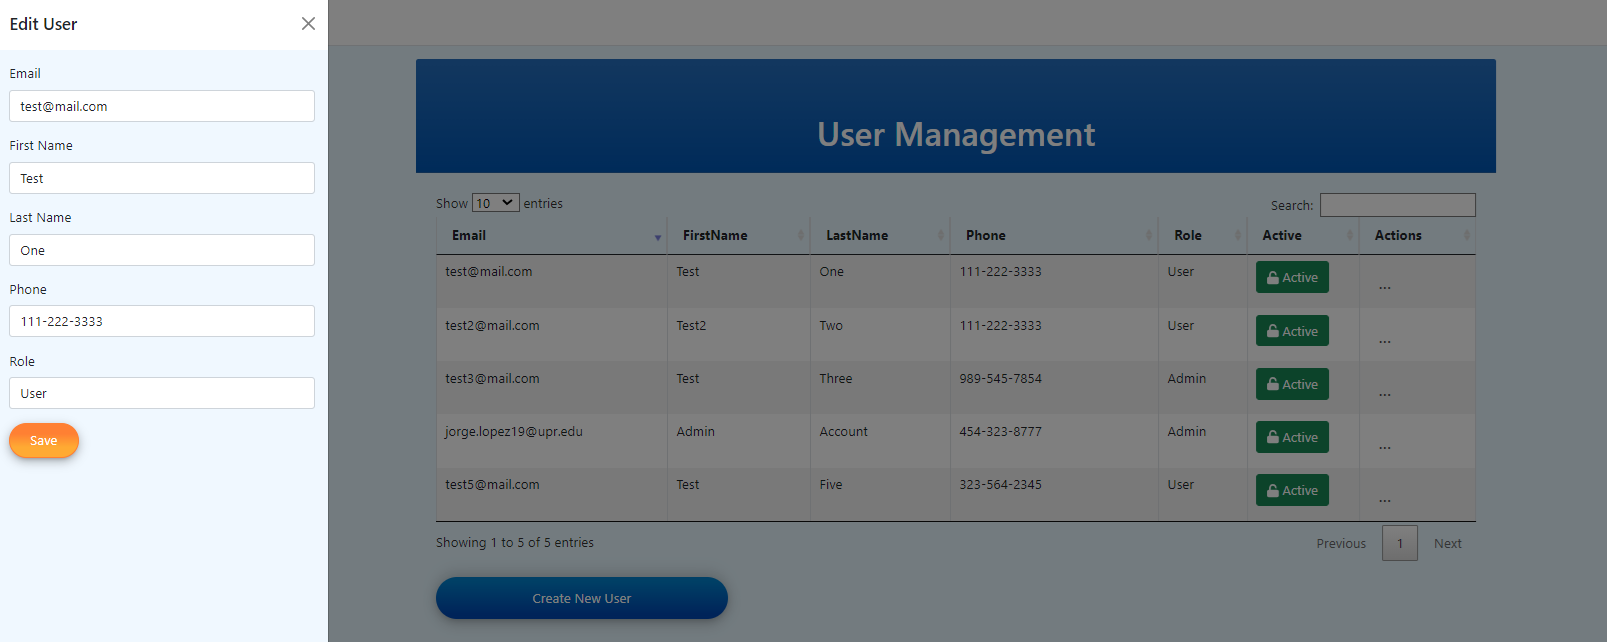 Edit User
Email
test@mail.com
First Name
Test
Last Name
One
Phone
111-222-3333
Role
User
Save
User Management
Show 10 entries
Search:
Email FirstName LastName Phone Role Active Actions
test@mail.com Test One 111-222-3333 User Active ...
test2@mail.com Test2 Two 111-222-3333 User Active ...
test3@mail.com Test Three 989-545-7854 Admin Active ...
jorge.lopez19@upr.edu Admin Account 454-323-8777 Admin Active ...
test5@mail.com Test Five 323-564-2345 User Active ...
Showing 1 to 5 of 5 entries
Previous 1 Next
Create New User